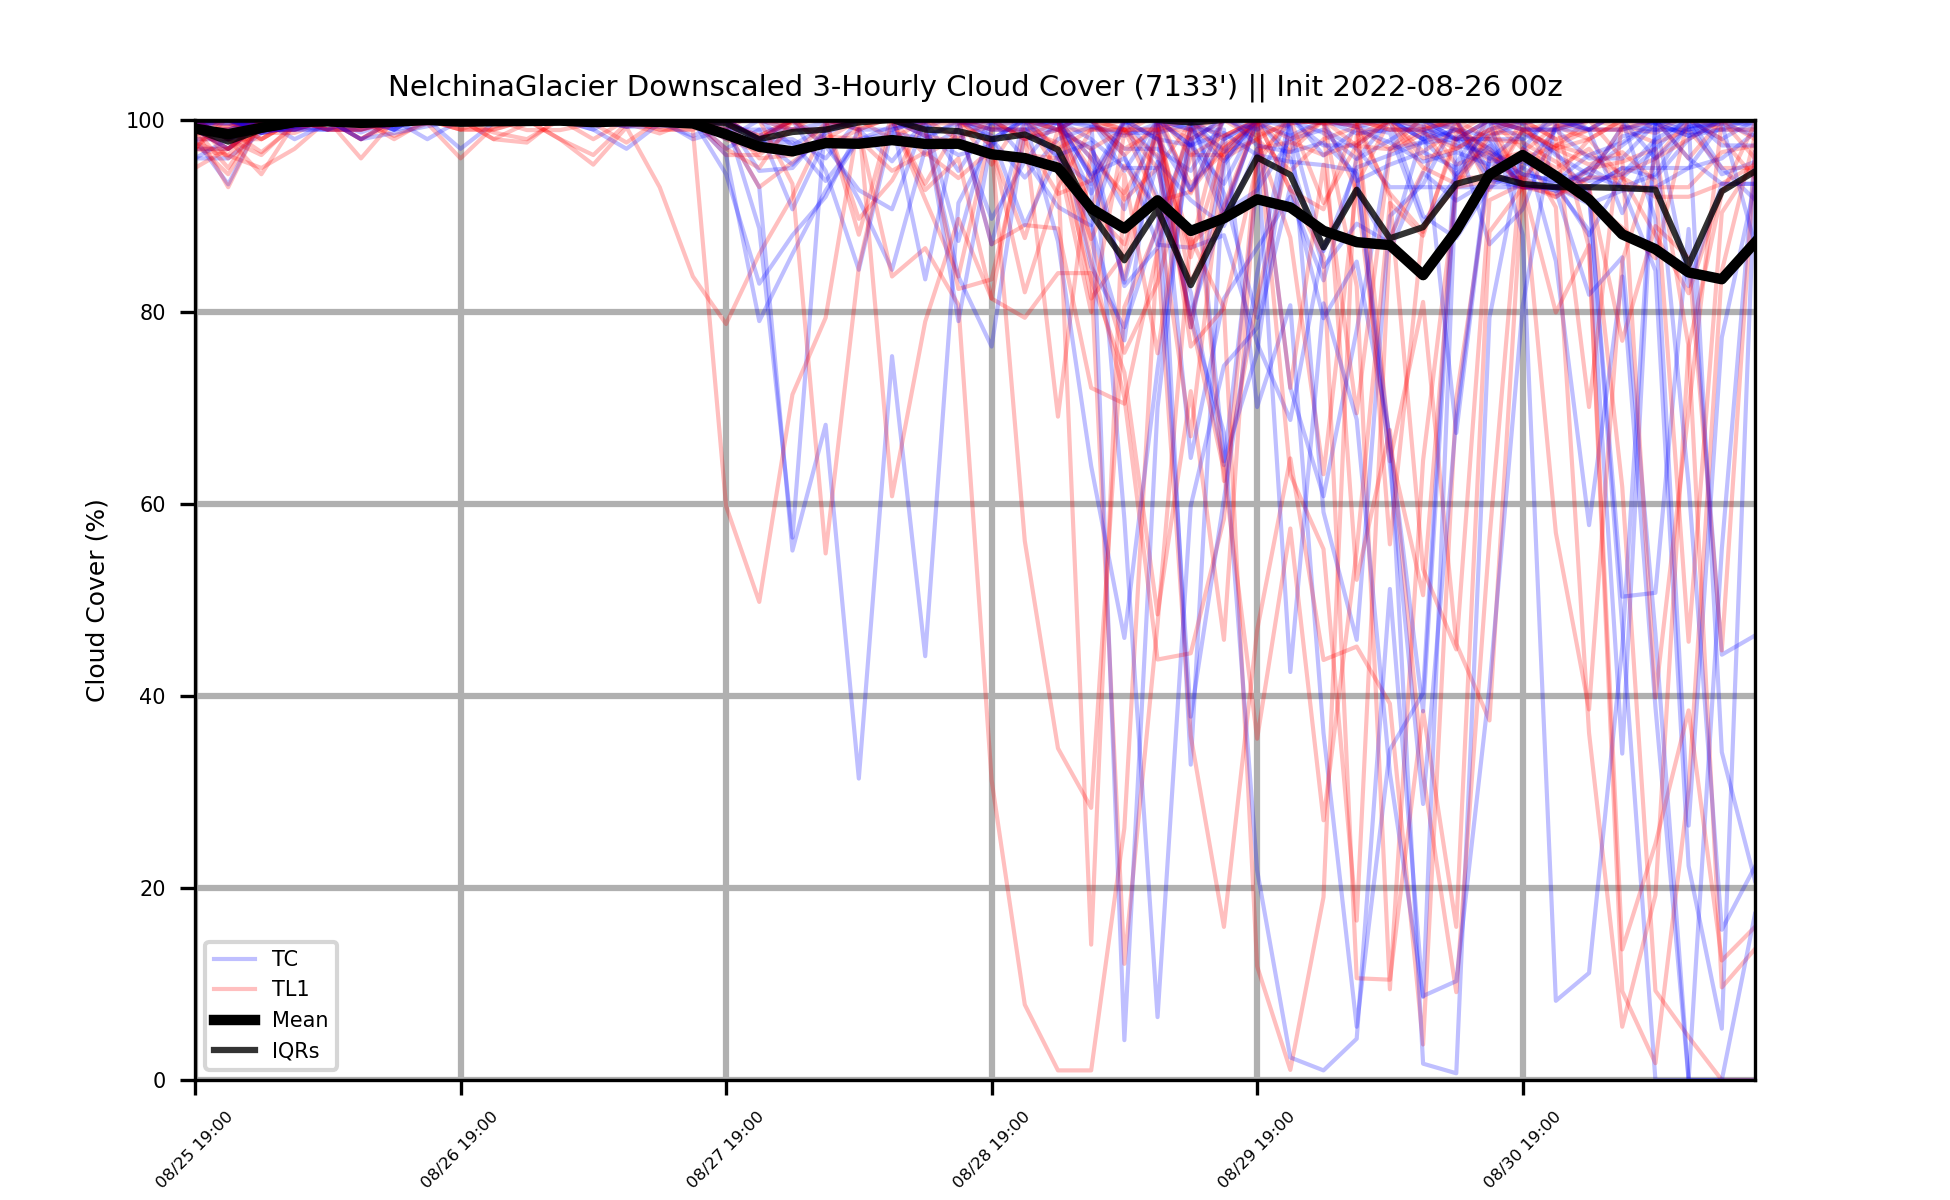 NelchinaGlacier Downscaled 3-Hourly Cloud Cover (7133') || Init 2022-08-26 00z
Cloud Cover (%)
100
80
60
40
20
0
TC
TL1
Mean
IQRs
08/25 19:00
08/26 19:00
08/27 19:00
08/28 19:00
08/29 19:00
08/30 19:00